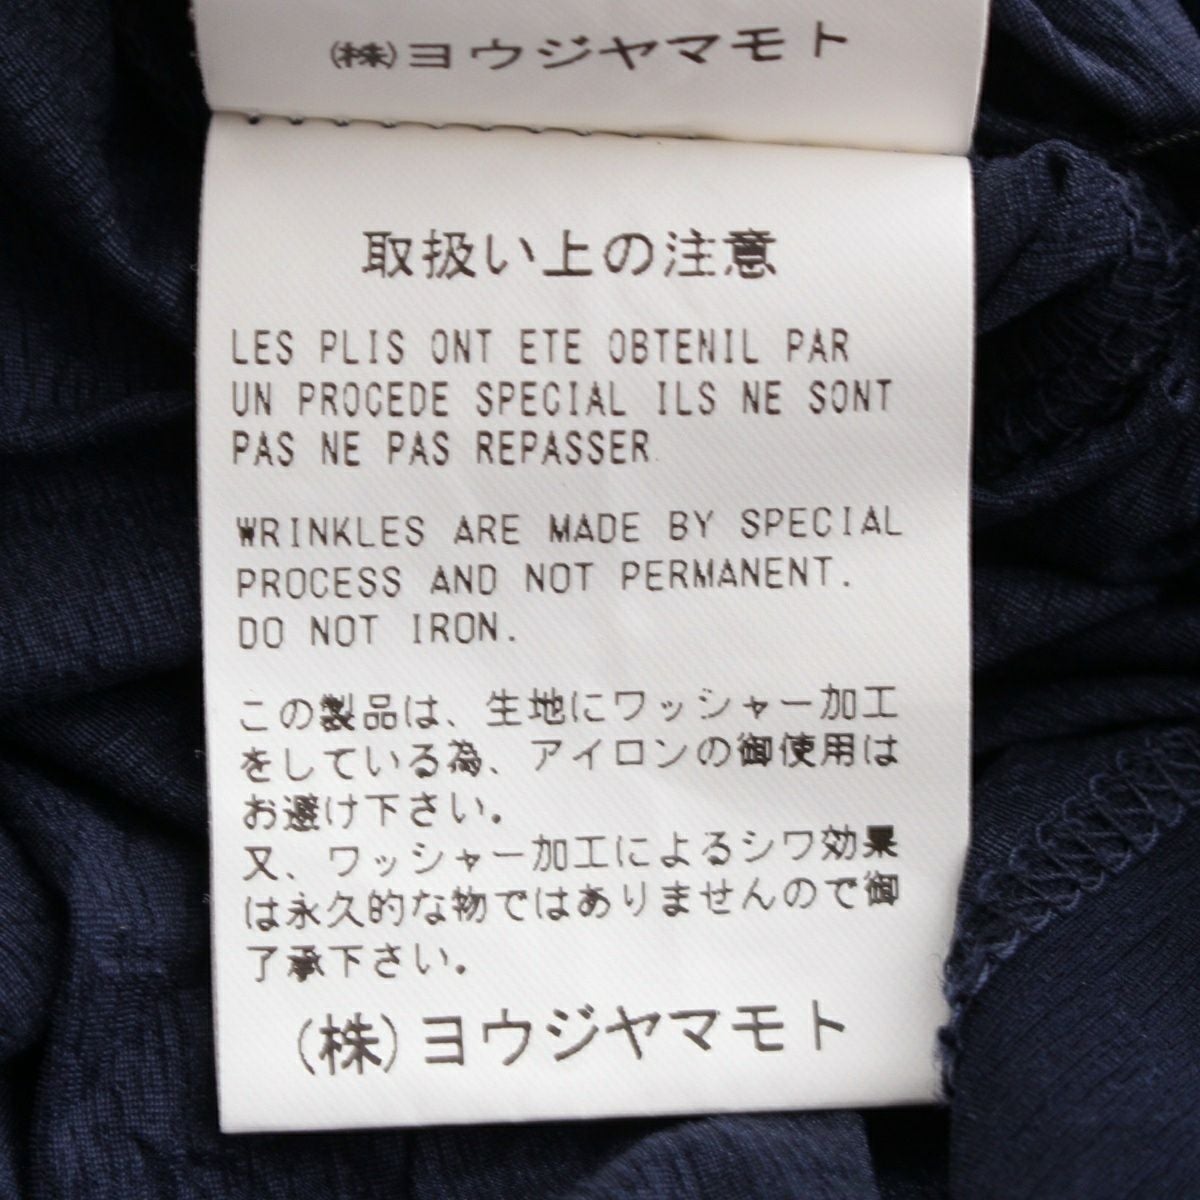 (株)ヨウジヤマモト
取扱い上の注意
LES PLIS ONT ETE OBTENIL PAR
UN PROCEDE SPECIAL ILS NE SONT
PAS NE PAS REPASSER.
WRINKLES ARE MADE BY SPECIAL
PROCESS AND NOT PERMANENT.
DO NOT IRON.
この製品は、生地にワッシャー加工
をしている為、アイロンの御使用は
お避け下さい。
又、ワッシャー加工によるシワ効果
は永久的な物ではありませんので御
了承下さい。
(株)ヨウジヤマモト